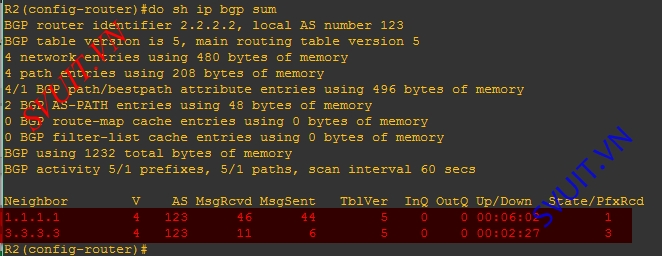 R2(config-router)#do sh ip bgp sum
BGP router identifier 2.2.2.2, local AS number 123
BGP table version is 5, main routing table version 5
4 network entries using 480 bytes of memory
4 path entries using 208 bytes of memory
4/1 BGP path/bestpath attribute entries using 496 bytes of memory
2 BGP AS-PATH entries using 48 bytes of memory
0 BGP route-map cache entries using 0 bytes of memory
0 BGP filter-list cache entries using 0 bytes of memory
BGP using 1232 total bytes of memory
BGP activity 5/1 prefixes, 5/1 paths, scan interval 60 secs
Neighbor V AS MsgRcvd MsgSent TblVer InQ OutQ Up/Down State/PfxRcd
1.1.1.1 4 123 46 44 5 0 0 00:06:02 1
3.3.3.3 4 123 11 6 5 0 0 00:02:27 3
R2(config-router)#
SVUIT.VN
SVUIT.VN